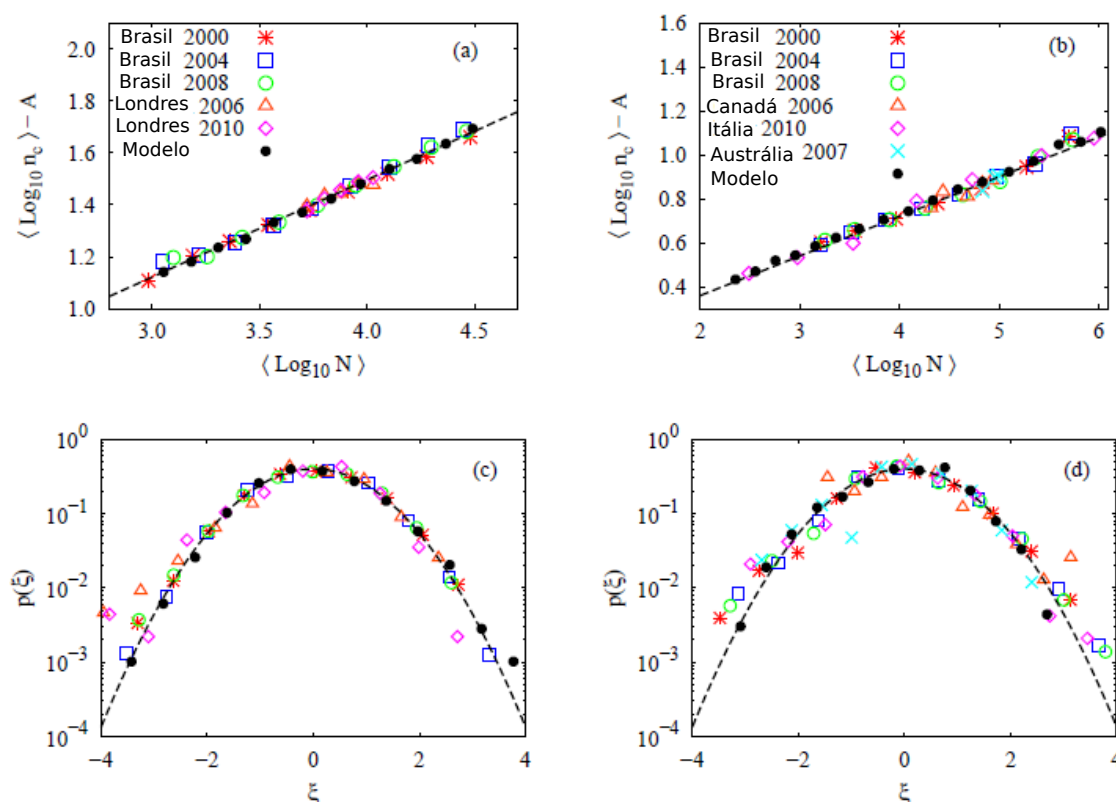 (a)
Brasil 2000
Brasil 2004
Brasil 2008
Londres 2006
Londres 2010
Modelo
2.0
1.8
1.6
1.4
1.2
1.0
⟨ Log10 nc ⟩ − A
3.0 3.5 4.0 4.5
⟨ Log10 N ⟩
(b)
Brasil 2000
Brasil 2004
Brasil 2008
Canadá 2006
Itália 2010
Austrália 2007
Modelo
1.6
1.4
1.2
1.0
0.8
0.6
0.4
⟨ Log10 nc ⟩ − A
2 3 4 5 6
⟨ Log10 N ⟩
(c)
10^0
10^−1
10^−2
10^−3
10^−4
p(ξ)
−4 −2 0 2 4
ξ
(d)
10^0
10^−1
10^−2
10^−3
10^−4
p(ξ)
−4 −2 0 2 4
ξ